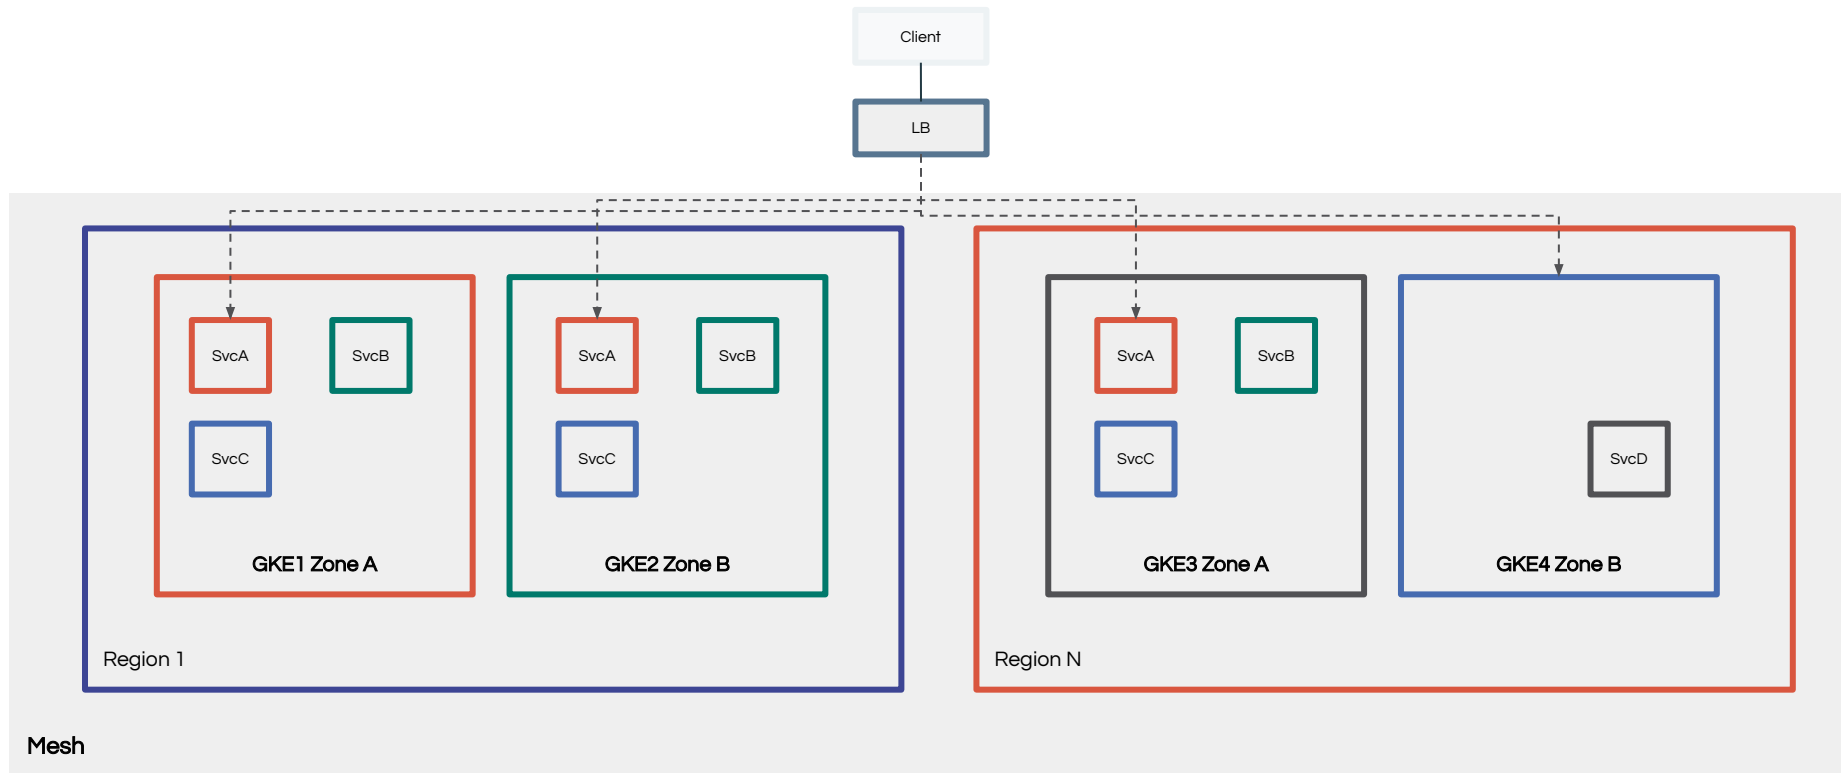 Client
LB
SvcA
SvcB
SvcC
GKE1 Zone A
SvcA
SvcB
SvcC
GKE2 Zone B
Region 1
SvcA
SvcB
SvcC
GKE3 Zone A
SvcD
GKE4 Zone B
Region N
Mesh